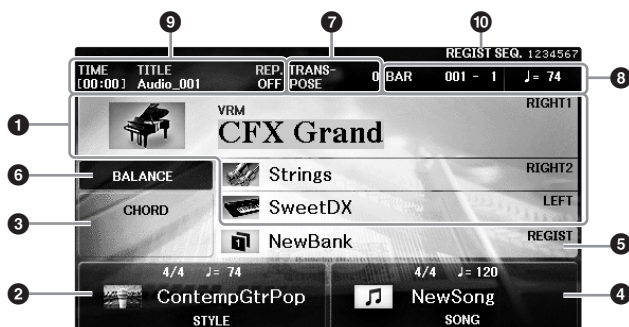 9 7 10
REGIST SEQ. 1234567
TIME TITLE REP. TRANS- 0 BAR 001 - 1 ♩= 74
[00:00] Audio_001 OFF POSE
8
1
VRM RIGHT1
CFX Grand
6 BALANCE Strings RIGHT2
3 CHORD SweetDX LEFT
1 NewBank REGIST
5
4/4 ♩= 74 4/4 ♩= 120
2 ContempGtrPop NewSong 4
STYLE SONG